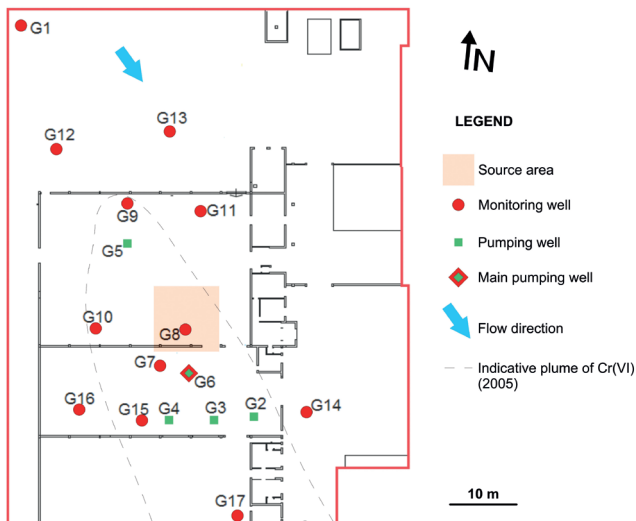 G1
N
G13
G12
LEGEND
Source area
G9
G11
Monitoring well
G5
Pumping well
Main pumping well
G10
G8
Flow direction
G7
G6
Indicative plume of Cr(VI)
(2005)
G16
G15
G4
G3
G2
G14
10 m
G17